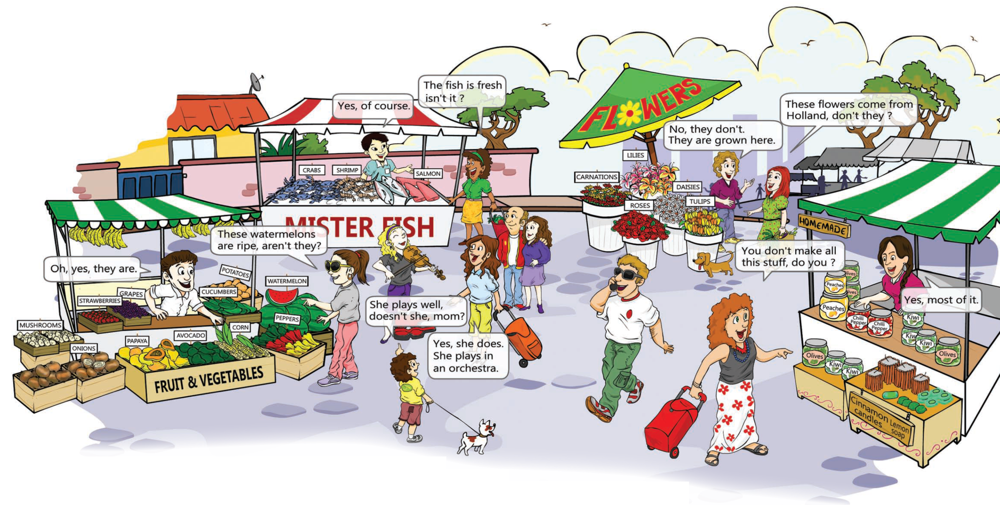 The fish is fresh
isn't it ?
Yes, of course.
These flowers come from
Holland, don't they ?
No, they don't.
They are grown here.
FLOWERS
LILIES
CARNATIONS
DAISIES
TULIPS
ROSES
CRABS
SHRIMP
SALMON
MISTER FISH
HOMEMADE
These watermelons
are ripe, aren't they?
Oh, yes, they are.
You don't make all
this stuff, do you ?
Yes, most of it.
POTATOES
WATERMELON
CUCUMBERS
GRAPES
STRAWBERRIES
PEPPERS
MUSHROOMS
CORN
AVOCADO
PAPAYA
ONIONS
FRUIT & VEGETABLES
She plays well,
doesn't she, mom?
Yes, she does.
She plays in
an orchestra.
lives
Peaches
ives
Peaches
Chilli
Pepper
Chilli
Pepper
Kiwi
Kiw
Kiwi
Olives
Olives
Kiwi
Kiwi
Cinnamon
candles
Lemon
soap